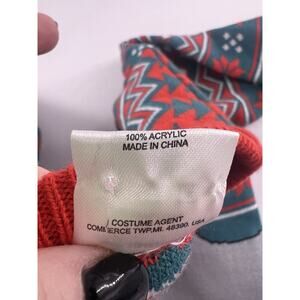 100% ACRYLIC
MADE IN CHINA
COSTUME AGENT
COMMERCE TWP.MI. 48390. USA